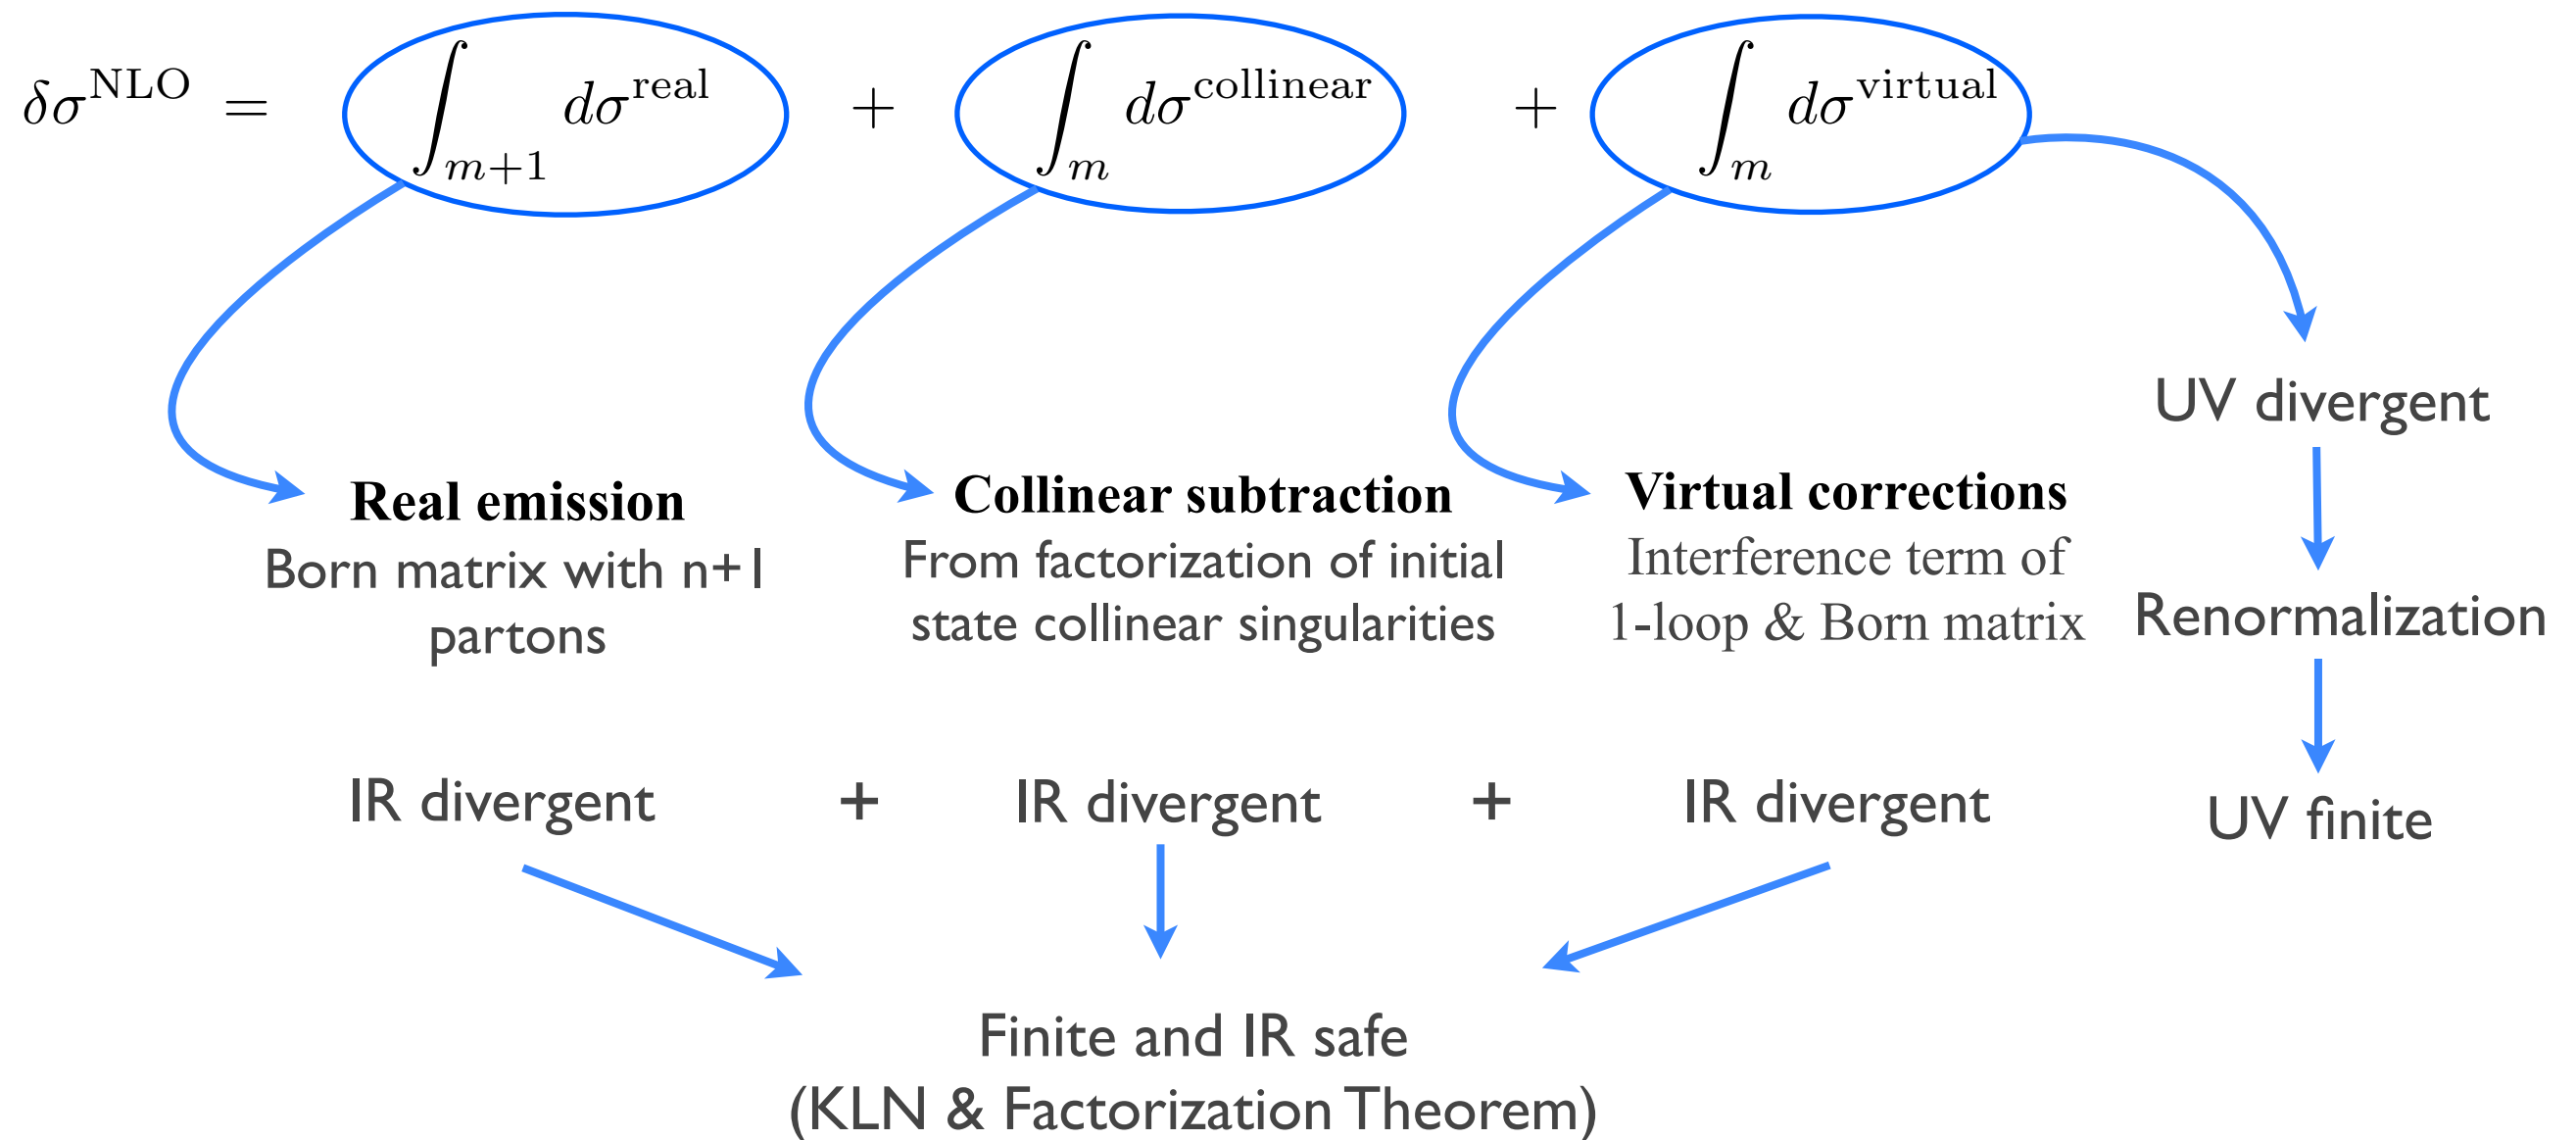 δσ^NLO = ∫_{m+1} dσ^real + ∫_m dσ^collinear + ∫_m dσ^virtual
UV divergent
Real emission
Born matrix with n+1
partons
Collinear subtraction
From factorization of initial
state collinear singularities
Virtual corrections
Interference term of
1-loop & Born matrix
Renormalization
IR divergent + IR divergent + IR divergent
UV finite
Finite and IR safe
(KLN & Factorization Theorem)